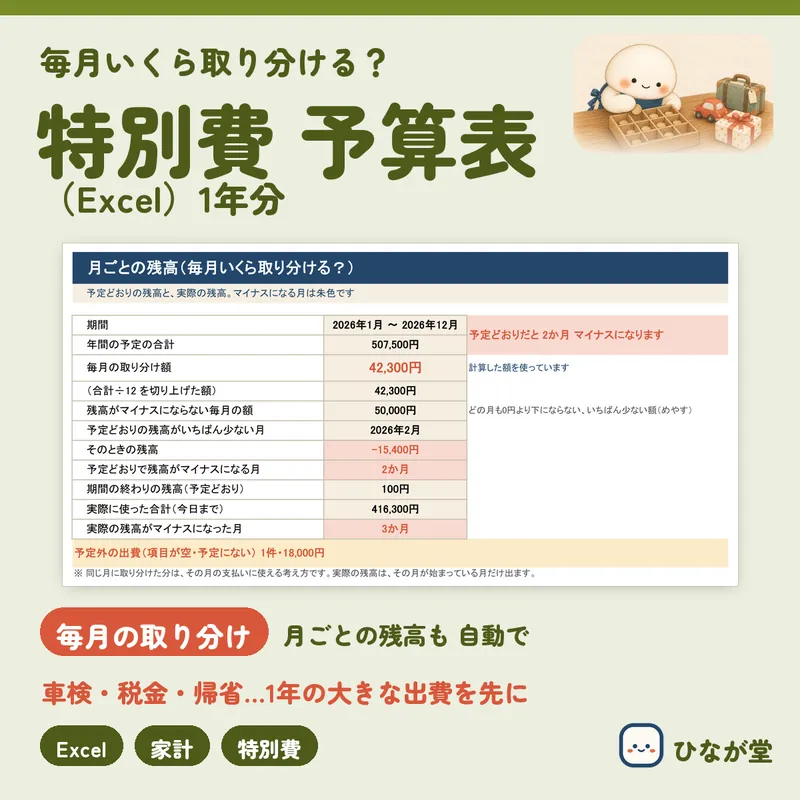 毎月いくら取り分ける？
特別費 予算表
（Excel）1年分
月ごとの残高（毎月いくら取り分ける？）
予定どおりの残高と、実際の残高。マイナスになる月は朱色です
期間 2026年1月 ～ 2026年12月
予定どおりだと 2か月 マイナスになります
年間の予定の合計 507,500円
毎月の取り分け額 42,300円 計算した額を使っています
（合計÷12 を切り上げた額） 42,300円
残高がマイナスにならない毎月の額 50,000円 どの月も0円より下にならない、いちばん少ない額（めやす）
予定どおりの残高がいちばん少ない月 2026年2月
そのときの残高 -15,400円
予定どおりで残高がマイナスになる月 2か月
期間の終わりの残高（予定どおり） 100円
実際に使った合計（今日まで） 416,300円
実際の残高がマイナスになった月 3か月
予定外の出費（項目が空・予定にない） 1件・18,000円
※ 同じ月に取り分けた分は、その月の支払いに使える考え方です。実際の残高は、その月が始まっている月だけ出ます。
毎月の取り分け 月ごとの残高も 自動で
車検・税金・帰省…1年の大きな出費を先に
Excel 家計 特別費
ひなが堂